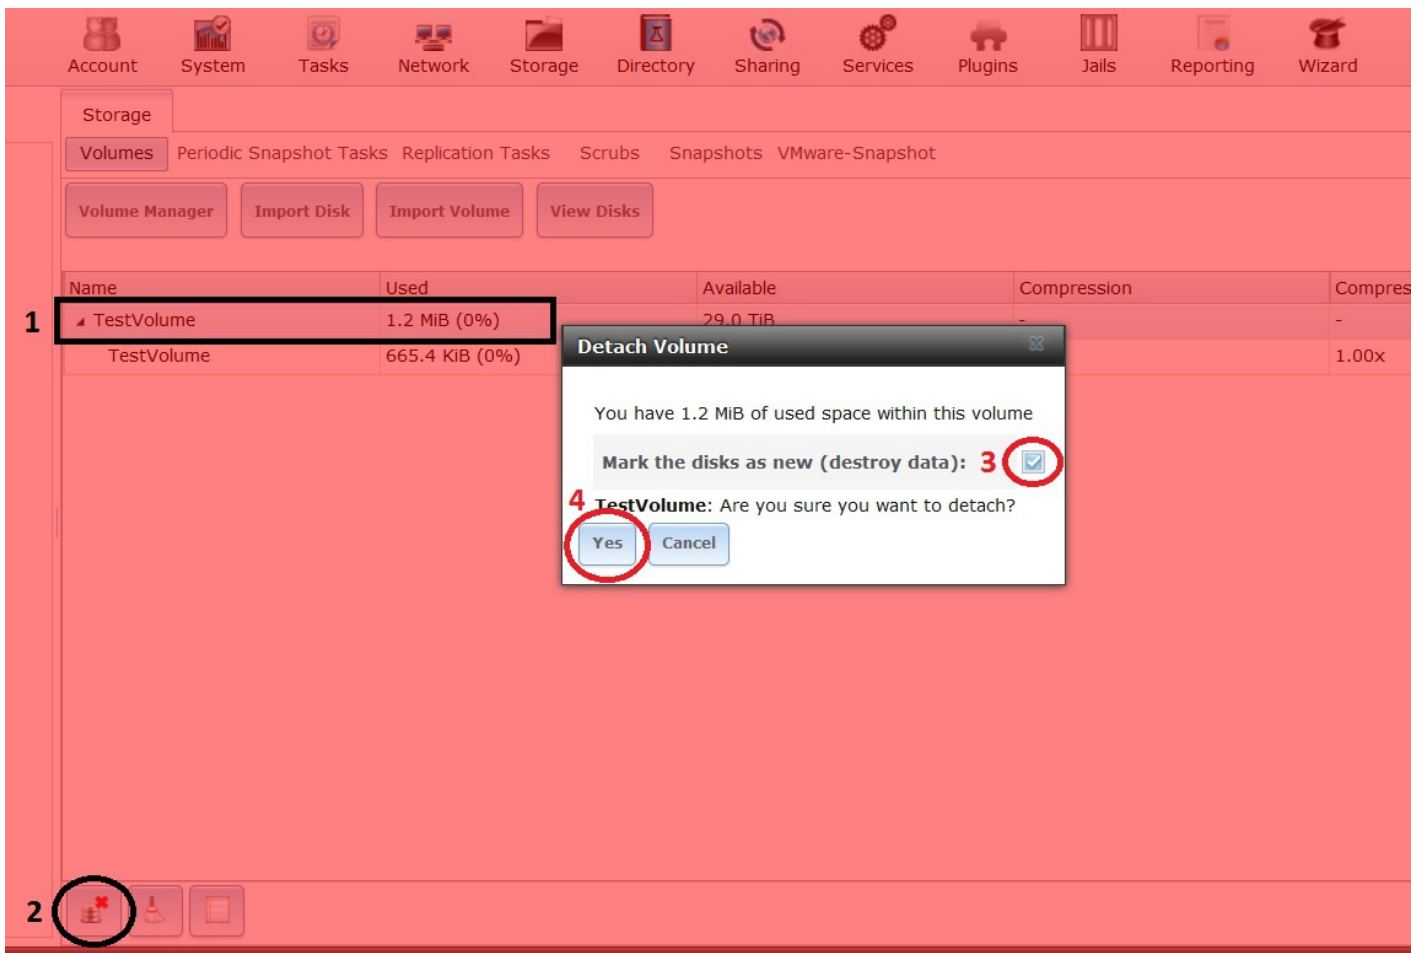 Account System Tasks Network Storage Directory Sharing Services Plugins Jails Reporting Wizard
Storage
Volumes Periodic Snapshot Tasks Replication Tasks Scrubs Snapshots VMware-Snapshot
Volume Manager Import Disk Import Volume View Disks
Name Used Available Compression Compres
1 TestVolume 1.2 MiB (0%) 29.0 TiB - -
TestVolume 665.4 KiB (0%) 1.00x
Detach Volume
You have 1.2 MiB of used space within this volume
Mark the disks as new (destroy data): 3
4 TestVolume: Are you sure you want to detach?
Yes Cancel
2